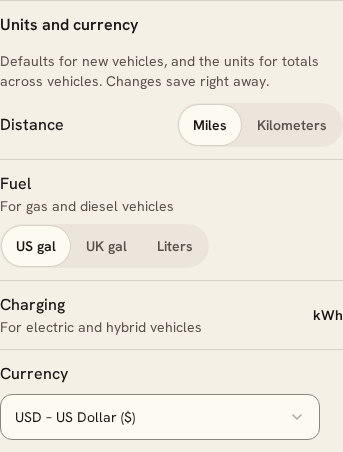 Units and currency
Defaults for new vehicles, and the units for totals
across vehicles. Changes save right away.
Distance Miles Kilometers
Fuel
For gas and diesel vehicles
US gal UK gal Liters
Charging
For electric and hybrid vehicles
kWh
Currency
USD – US Dollar ($)